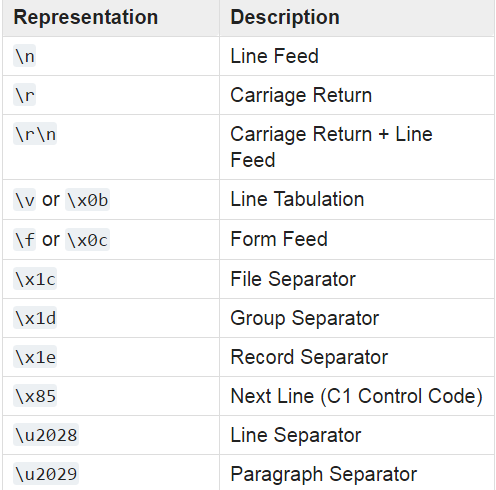 Representation Description
\n Line Feed
\r Carriage Return
\r\n Carriage Return + Line
Feed
\v or \x0b Line Tabulation
\f or \x0c Form Feed
\x1c File Separator
\x1d Group Separator
\x1e Record Separator
\x85 Next Line (C1 Control Code)
\u2028 Line Separator
\u2029 Paragraph Separator